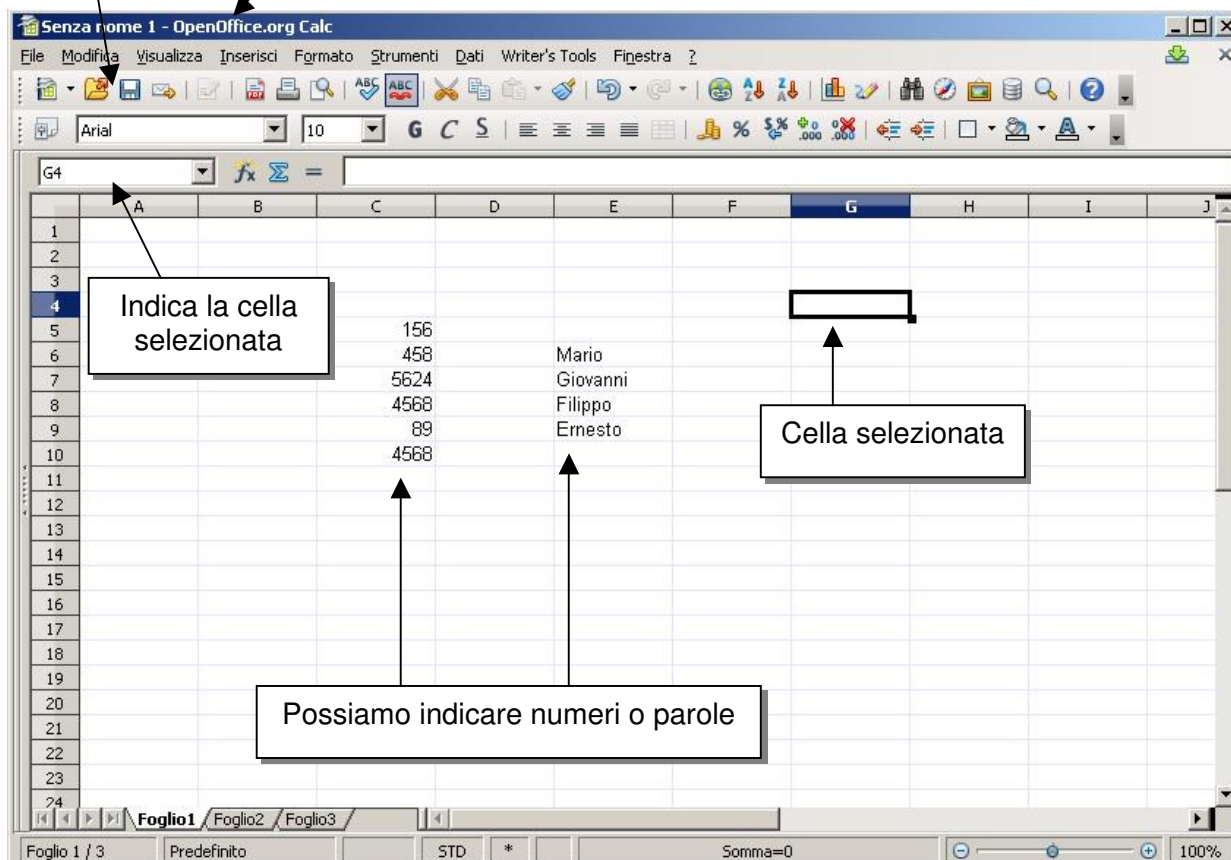 Senza nome 1 - OpenOffice.org Calc
File Modifica Visualizza Inserisci Formato Strumenti Dati Writer's Tools Finestra ?
Arial 10 G C S
G4 fx Σ =
A B C D E F G H I J
1
2
3
4
Indica la cella
selezionata
5 156
6 458 Mario
7 5624 Giovanni
8 4568 Filippo
9 89 Ernesto
10 4568
Cella selezionata
11
12
13
14
15
16
17
18
19
20
Possiamo indicare numeri o parole
21
22
23
24
Foglio1 Foglio2 Foglio3
Foglio 1 / 3 Predefinito STD * Somma=0 100%